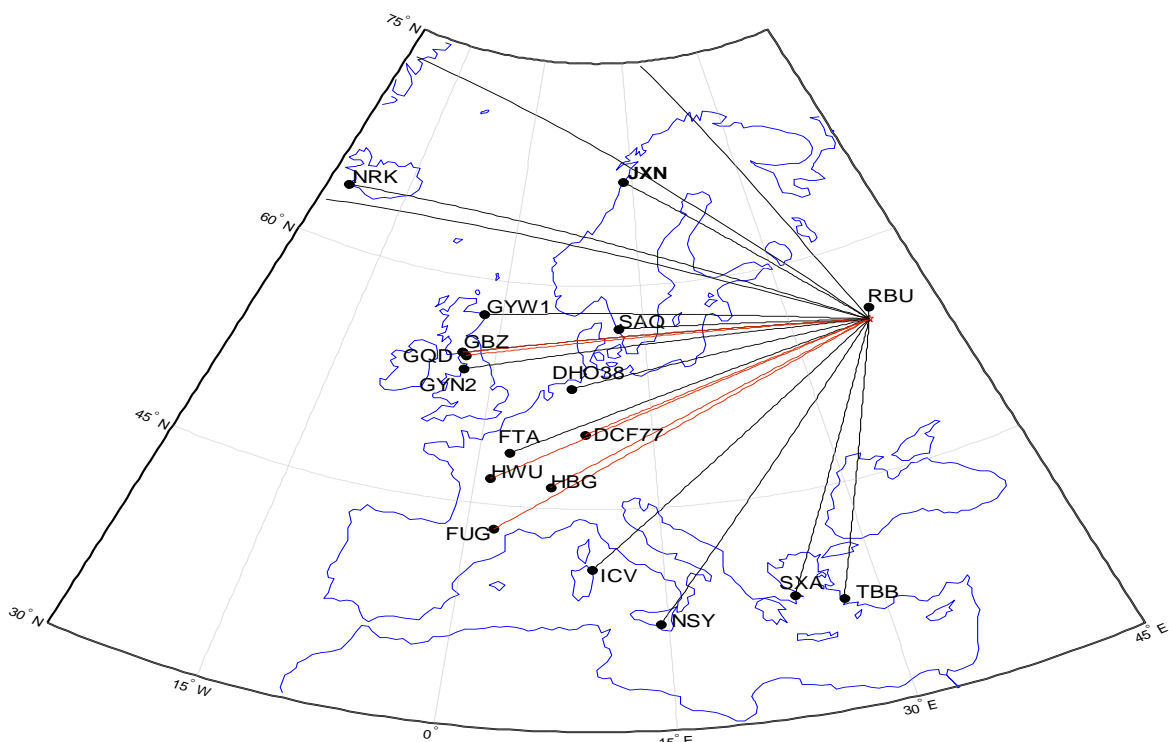 75° N
NRK
JXN
60° N
RBU
GYW1
SAQ
GBZ
GQD
GYN2
DHO38
45° N
FTA
DCF77
HWU
HBG
FUG
ICV
SXA
TBB
NSY
30° N
45° E
15° W
30° E
0°
15° E